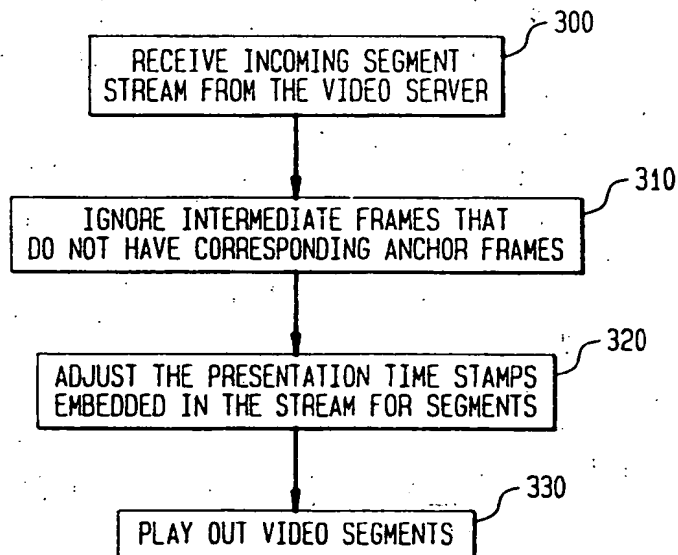 300
RECEIVE INCOMING SEGMENT
STREAM FROM THE VIDEO SERVER
310
IGNORE INTERMEDIATE FRAMES THAT
DO NOT HAVE CORRESPONDING ANCHOR FRAMES
320
ADJUST THE PRESENTATION TIME STAMPS
EMBEDDED IN THE STREAM FOR SEGMENTS
330
PLAY OUT VIDEO SEGMENTS